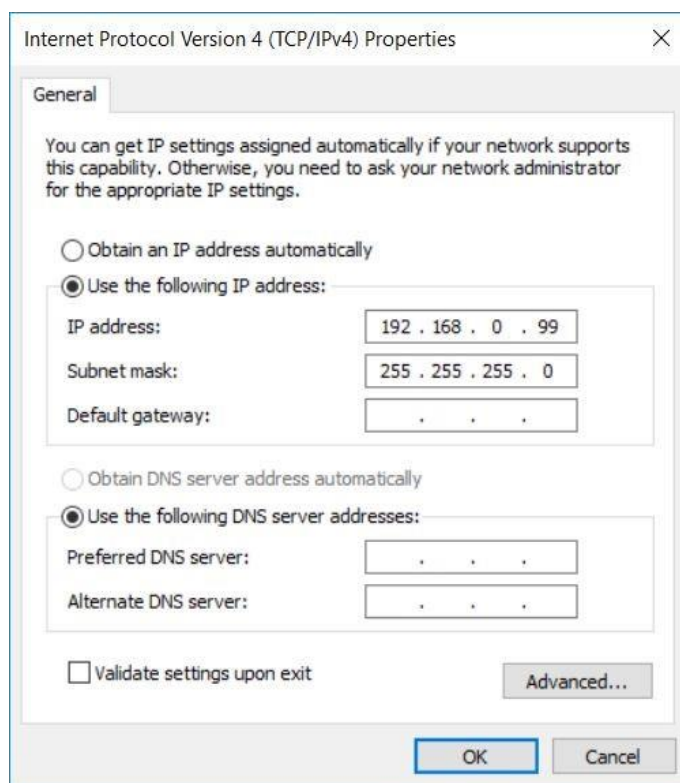 Internet Protocol Version 4 (TCP/IPv4) Properties
General
You can get IP settings assigned automatically if your network supports
this capability. Otherwise, you need to ask your network administrator
for the appropriate IP settings.
Obtain an IP address automatically
Use the following IP address:
IP address: 192 . 168 . 0 . 99
Subnet mask: 255 . 255 . 255 . 0
Default gateway: . . .
Obtain DNS server address automatically
Use the following DNS server addresses:
Preferred DNS server: . . .
Alternate DNS server: . . .
Validate settings upon exit
Advanced...
OK Cancel